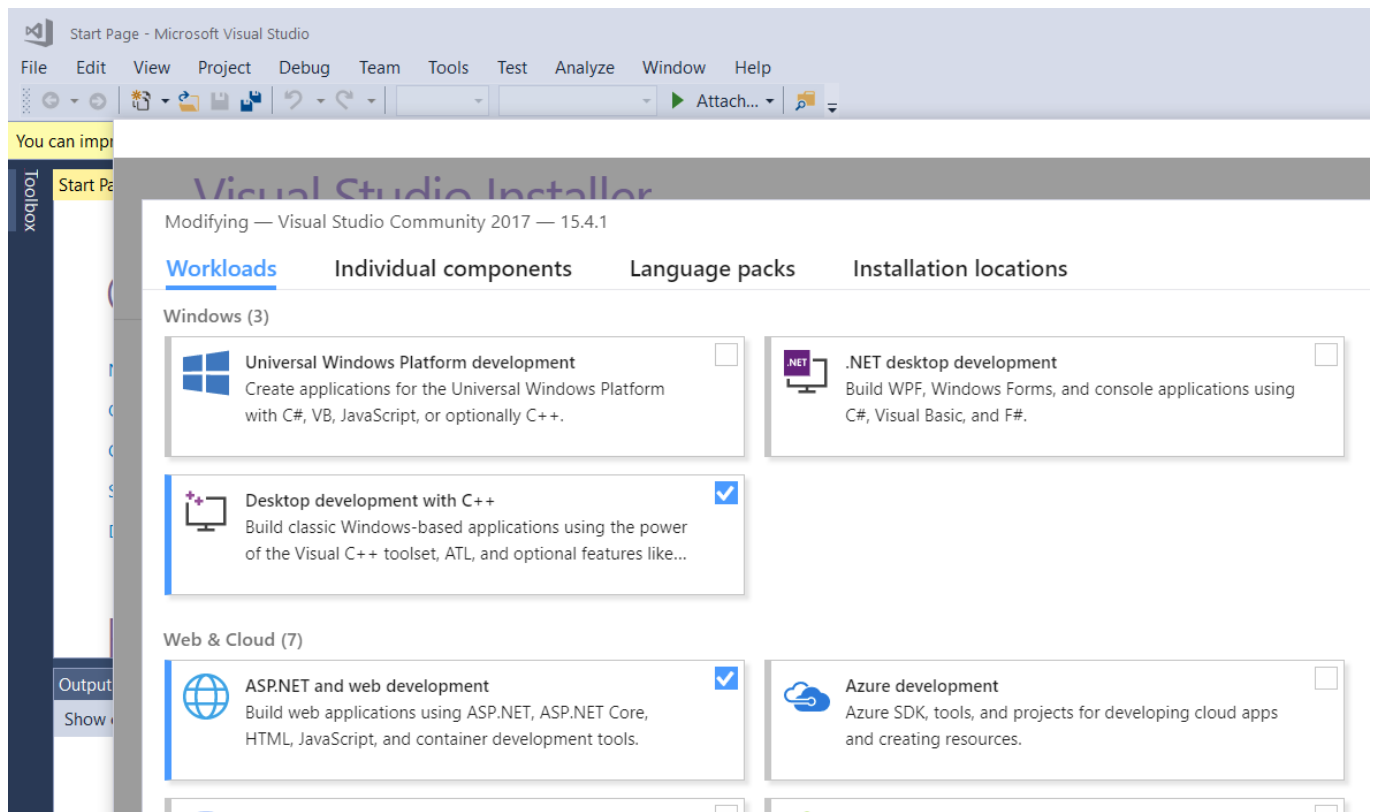 Start Page - Microsoft Visual Studio
File Edit View Project Debug Team Tools Test Analyze Window Help
Attach...
You can
Toolbox
Start
Visual Studio Installer
Modifying — Visual Studio Community 2017 — 15.4.1
Workloads Individual components Language packs Installation locations
Windows (3)
Universal Windows Platform development
Create applications for the Universal Windows Platform
with C#, VB, JavaScript, or optionally C++.
.NET
.NET desktop development
Build WPF, Windows Forms, and console applications using
C#, Visual Basic, and F#.
Desktop development with C++
Build classic Windows-based applications using the power
of the Visual C++ toolset, ATL, and optional features like...
Web & Cloud (7)
ASP.NET and web development
Build web applications using ASP.NET, ASP.NET Core,
HTML, JavaScript, and container development tools.
Azure development
Azure SDK, tools, and projects for developing cloud apps
and creating resources.
Output
Show